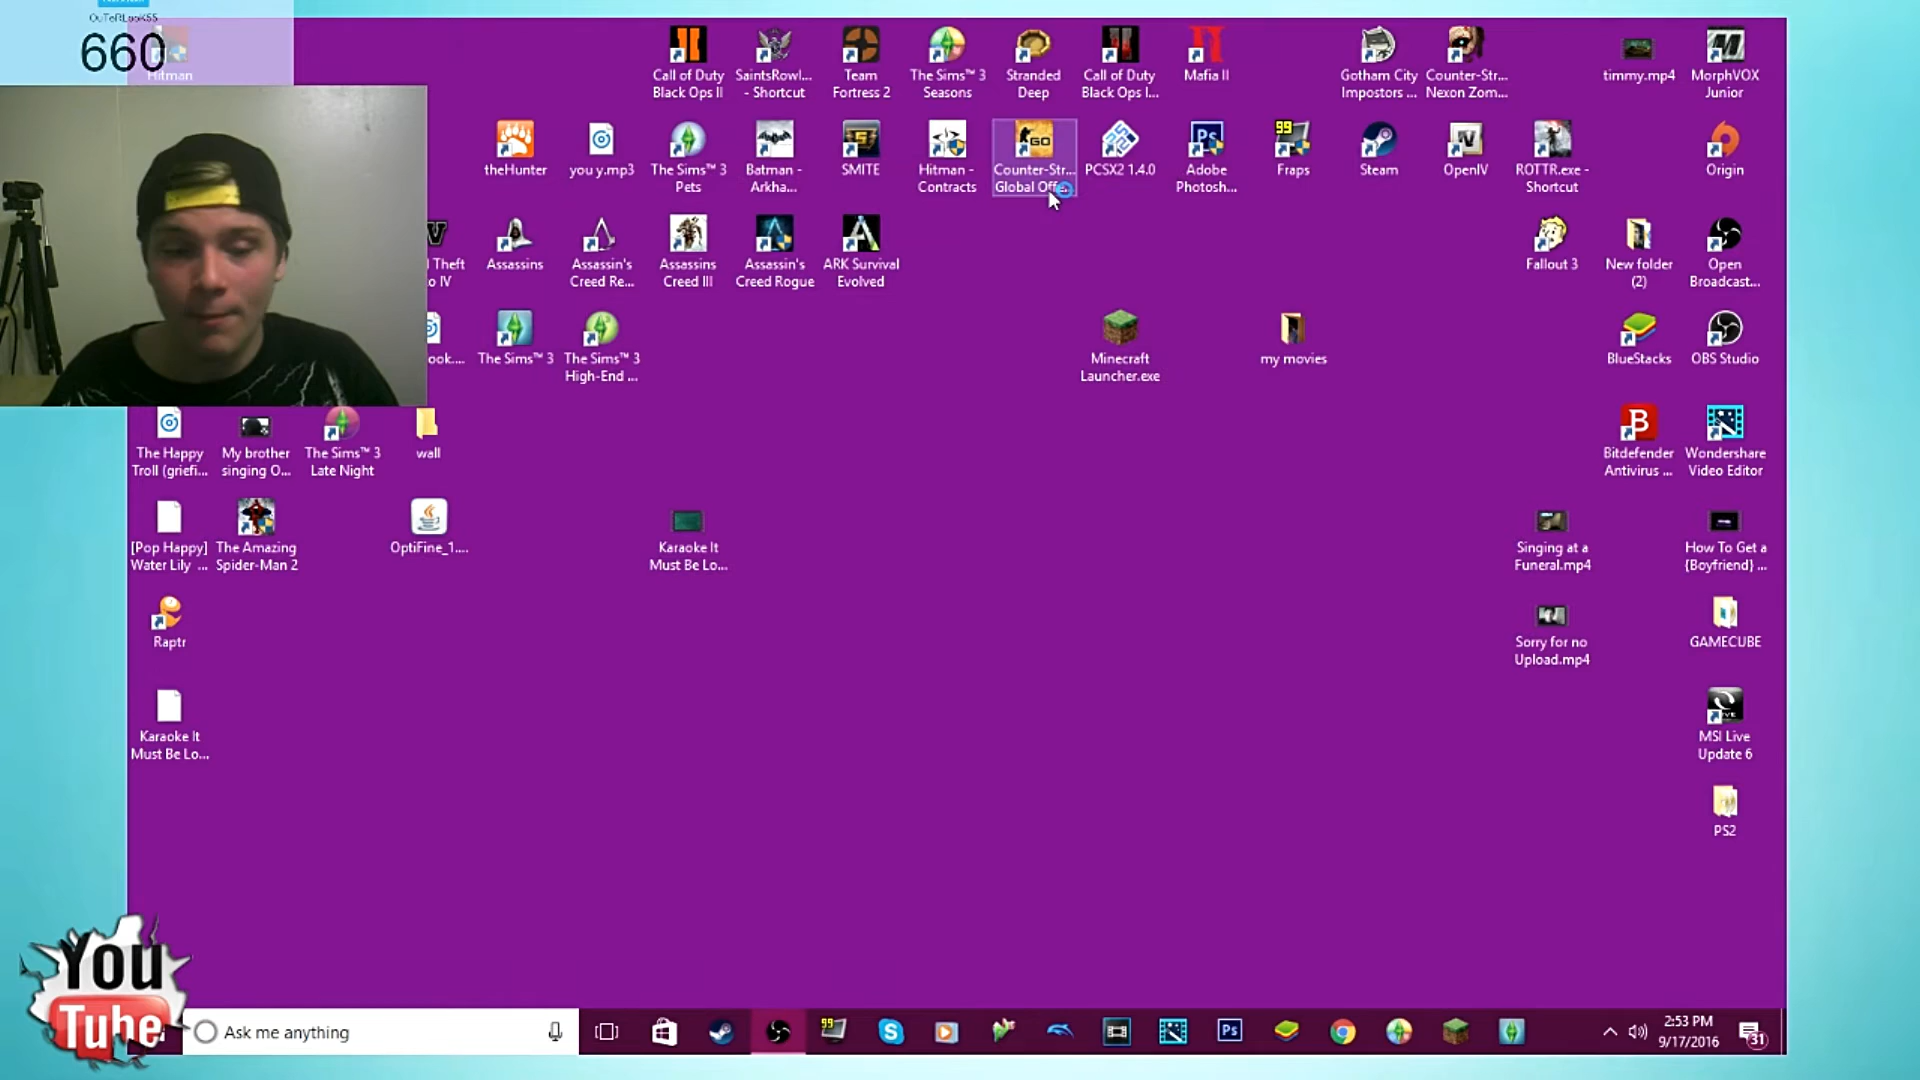 OuTeRLooK55
660
Hitman
Call of Duty
Black Ops II
SaintsRowI...
- Shortcut
Team
Fortress 2
The Sims™ 3
Seasons
Stranded
Deep
Call of Duty
Black Ops I...
Mafia II
Gotham City
Impostors ...
Counter-Str...
Nexon Zom...
timmy.mp4
MorphVOX
Junior
theHunter
you y.mp3
The Sims™ 3
Pets
Batman -
Arkha...
SMITE
Hitman -
Contracts
GO
Counter-Str...
Global Offe...
PCSX2 1.4.0
Ps
Adobe
Photosh...
99
Fraps
Steam
IV
OpenIV
ROTTR.exe -
Shortcut
Origin
V
l Theft
o IV
Assassins
Assassin's
Creed Re...
Assassins
Creed III
Assassin's
Creed Rogue
ARK Survival
Evolved
Fallout 3
New folder
(2)
Open
Broadcast...
ook....
The Sims™ 3
The Sims™ 3
High-End ...
Minecraft
Launcher.exe
my movies
BlueStacks
OBS Studio
The Happy
Troll (griefi...
My brother
singing O...
The Sims™ 3
Late Night
wall
B
Bitdefender
Antivirus ...
Wondershare
Video Editor
[Pop Happy]
Water Lily ...
The Amazing
Spider-Man 2
OptiFine_1....
Karaoke It
Must Be Lo...
Singing at a
Funeral.mp4
How To Get a
{Boyfriend} ...
Raptr
Sorry for no
Upload.mp4
GAMECUBE
Karaoke It
Must Be Lo...
MSI Live
Update 6
PS2
You
Tube
Ask me anything
99
Ps
2:53 PM
9/17/2016
31